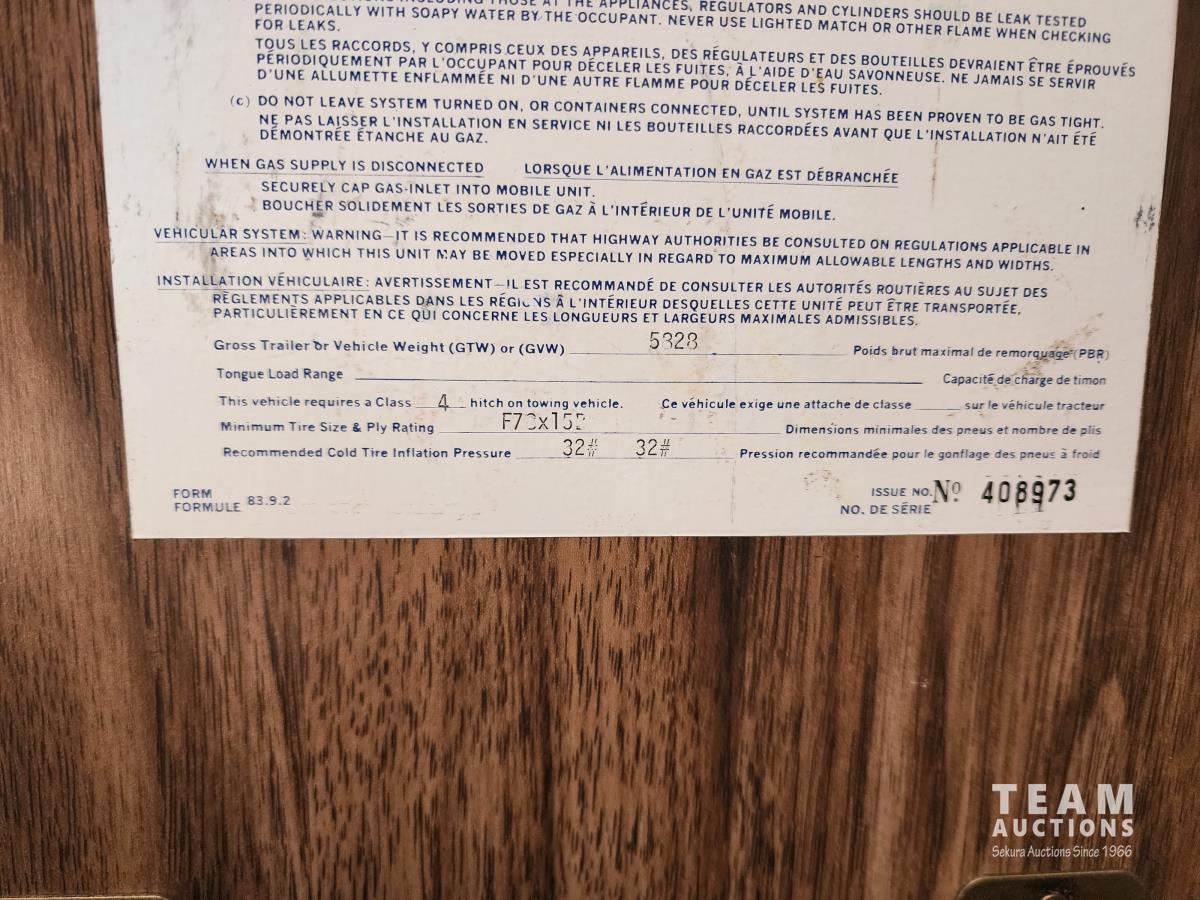 INCLUDING THOSE AT THE APPLIANCES, REGULATORS AND CYLINDERS SHOULD BE LEAK TESTED
PERIODICALLY WITH SOAPY WATER BY THE OCCUPANT. NEVER USE LIGHTED MATCH OR OTHER FLAME WHEN CHECKING
FOR LEAKS.
TOUS LES RACCORDS, Y COMPRIS CEUX DES APPAREILS, DES RÉGULATEURS ET DES BOUTEILLES DEVRAIENT ÊTRE ÉPROUVÉS
PÉRIODIQUEMENT PAR L'OCCUPANT POUR DÉCELER LES FUITES, À L'AIDE D'EAU SAVONNEUSE. NE JAMAIS SE SERVIR
D'UNE ALLUMETTE ENFLAMMÉE NI D'UNE AUTRE FLAMME POUR DÉCELER LES FUITES.
(c) DO NOT LEAVE SYSTEM TURNED ON, OR CONTAINERS CONNECTED, UNTIL SYSTEM HAS BEEN PROVEN TO BE GAS TIGHT.
NE PAS LAISSER L'INSTALLATION EN SERVICE NI LES BOUTEILLES RACCORDÉES AVANT QUE L'INSTALLATION N'AIT ÉTÉ
DÉMONTRÉE ÉTANCHE AU GAZ.
WHEN GAS SUPPLY IS DISCONNECTED LORSQUE L'ALIMENTATION EN GAZ EST DÉBRANCHÉE
SECURELY CAP GAS-INLET INTO MOBILE UNIT.
BOUCHER SOLIDEMENT LES SORTIES DE GAZ À L'INTÉRIEUR DE L'UNITÉ MOBILE.
VEHICULAR SYSTEM: WARNING—IT IS RECOMMENDED THAT HIGHWAY AUTHORITIES BE CONSULTED ON REGULATIONS APPLICABLE IN
AREAS INTO WHICH THIS UNIT MAY BE MOVED ESPECIALLY IN REGARD TO MAXIMUM ALLOWABLE LENGTHS AND WIDTHS.
INSTALLATION VÉHICULAIRE: AVERTISSEMENT—IL EST RECOMMANDÉ DE CONSULTER LES AUTORITÉS ROUTIÈRES AU SUJET DES
RÈGLEMENTS APPLICABLES DANS LES RÉGIONS À L'INTÉRIEUR DESQUELLES CETTE UNITÉ PEUT ÊTRE TRANSPORTÉE,
PARTICULIÈREMENT EN CE QUI CONCERNE LES LONGUEURS ET LARGEURS MAXIMALES ADMISSIBLES.
Gross Trailer or Vehicle Weight (GTW) or (GVW) Poids brut maximal de remorquage (PBR)
Tongue Load Range Capacité de charge de timon
This vehicle requires a Class 4 hitch on towing vehicle. Ce véhicule exige une attache de classe sur le véhicule tracteur
Minimum Tire Size & Ply Rating Dimensions minimales des pneus et nombre de plis
Recommended Cold Tire Inflation Pressure 32# 32# Pression recommandée pour le gonflage des pneus à froid
FORM
FORMULE 83.9.2
ISSUE NO. Nº 408973
NO. DE SÉRIE
TEAM
AUCTIONS
Sekura Auctions Since 1966